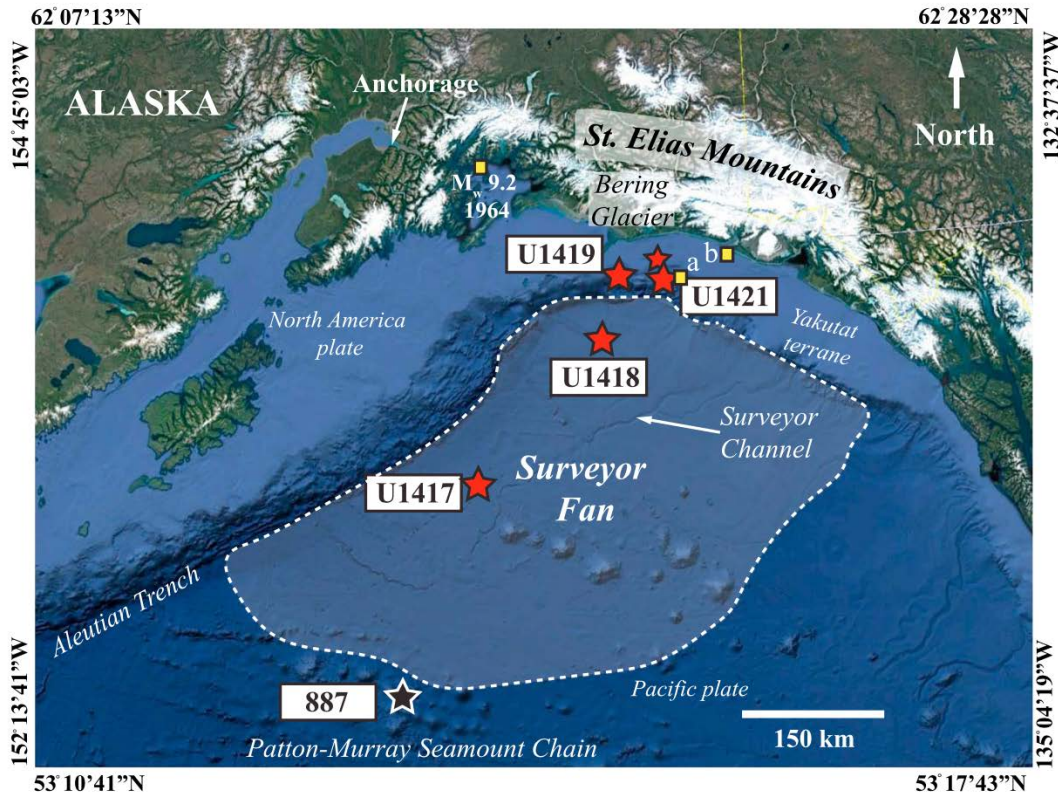 62°07'13”N
62°28'28”N
154°45'03”W
132°37'37”W
ALASKA
Anchorage
North
St. Elias Mountains
Mw 9.2
1964
Bering
Glacier
U1419
a
b
U1421
North America
plate
Yakutat
terrane
U1418
Surveyor
Channel
Surveyor
Fan
U1417
Aleutian Trench
152°13'41”W
135°04'19”W
887
Pacific plate
150 km
Patton-Murray Seamount Chain
53°10'41”N
53°17'43”N